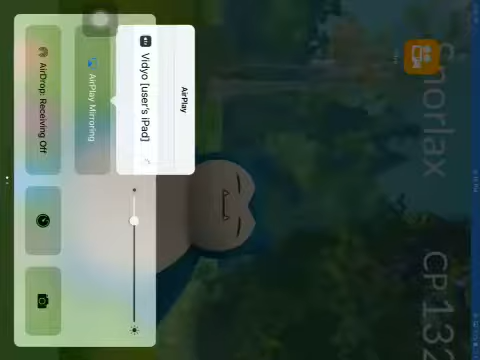 AirPlay
Vidyo [user's iPad]
AirPlay Mirroring
AirDrop: Receiving Off
Snorlax
CP 132